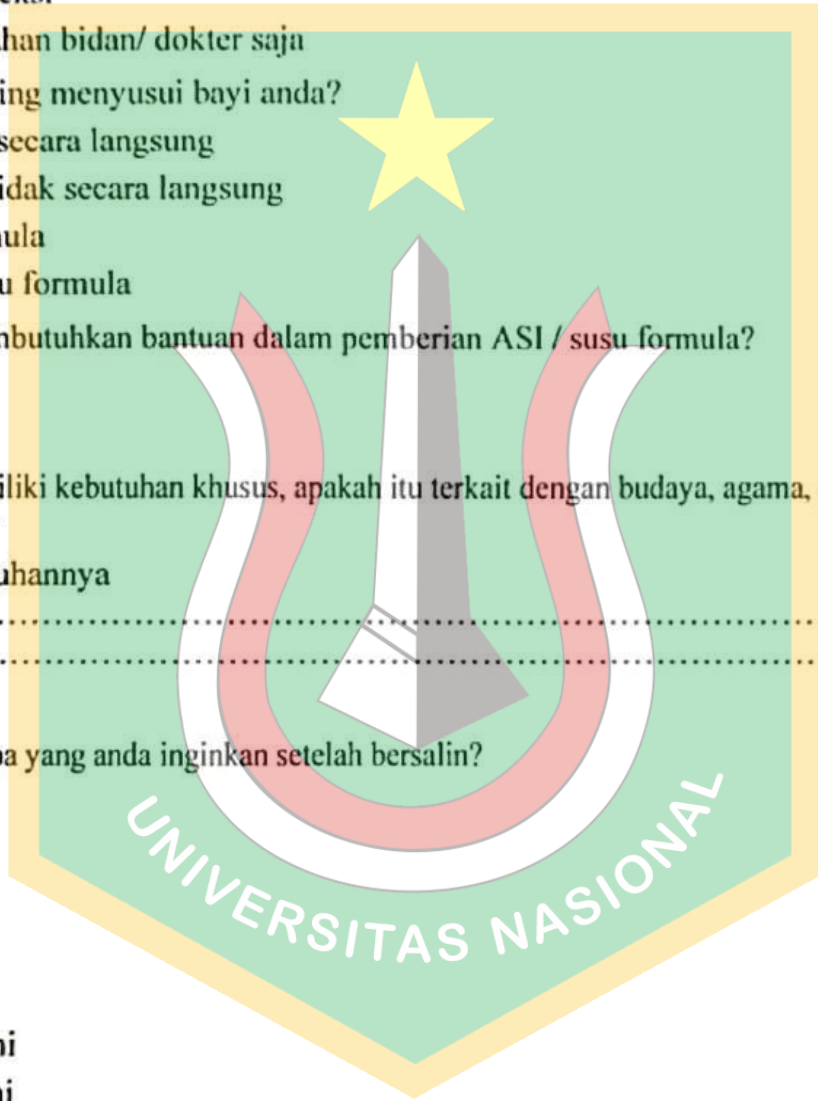 han bidan/ dokter saja
ing menyusui bayi anda?
secara langsung
idak secara langsung
ula
u formula
nbutuhkan bantuan dalam pemberian ASI / susu formula?
iliki kebutuhan khusus, apakah itu terkait dengan budaya, agama,
uhannya
..........................................................................
..........................................................................
a yang anda inginkan setelah bersalin?
UNIVERSITAS NASIONAL
ni